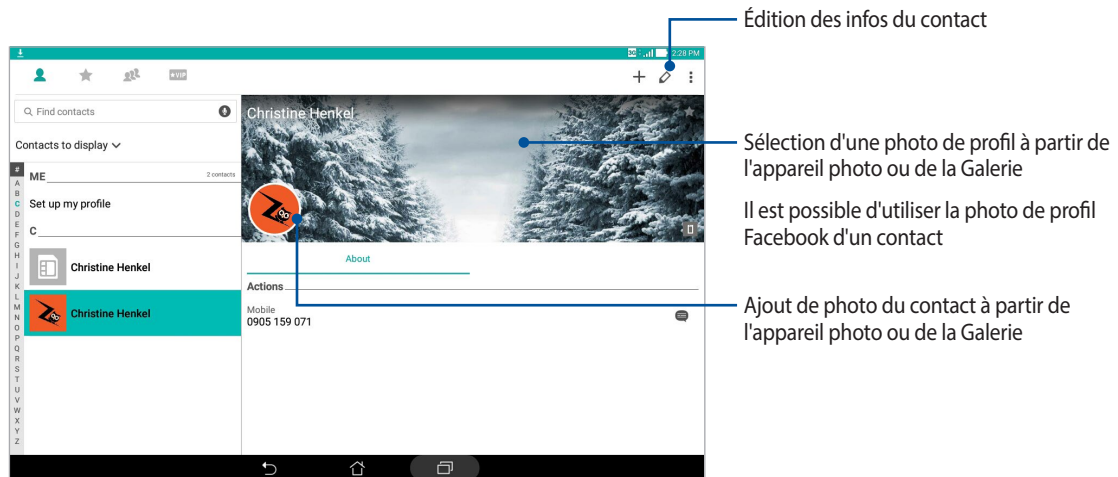 Édition des infos du contact
3G 2:28 PM
VIP
Find contacts
Christine Henkel
Contacts to display
Sélection d'une photo de profil à partir de
l'appareil photo ou de la Galerie
Il est possible d'utiliser la photo de profil
Facebook d'un contact
#
A
B
C
D
E
F
G
H
I
J
K
L
M
N
O
P
Q
R
S
T
U
V
W
X
Y
Z
ME 2 contacts
Set up my profile
C
Christine Henkel
Christine Henkel
About
Actions
Mobile
0905 159 071
Ajout de photo du contact à partir de
l'appareil photo ou de la Galerie